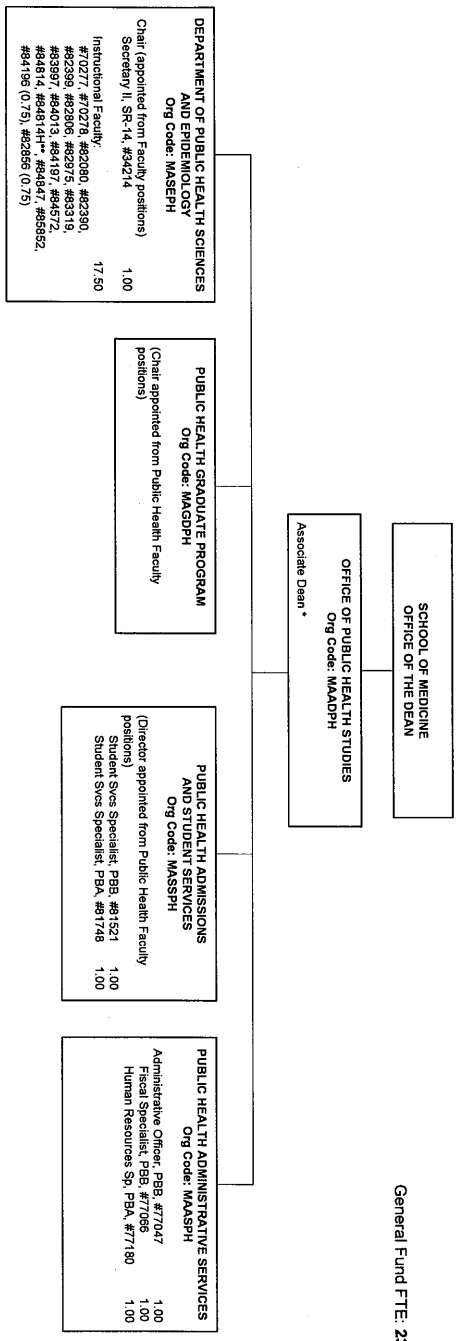 General Fund FTE:
SCHOOL OF MEDICINE
OFFICE OF THE DEAN
OFFICE OF PUBLIC HEALTH STUDIES
Org Code: MAADPH
Associate Dean *
DEPARTMENT OF PUBLIC HEALTH SCIENCES
AND EPIDEMIOLOGY
Org Code: MASEPH
Chair (appointed from Faculty positions)
Secretary II, SR-14, #34214 1.00
Instructional Faculty: 17.50
#70277, #70278, #82080, #82390,
#82399, #82806, #82975, #83319,
#83997, #84013, #84197, #84572,
#84814, #84814H**, #84847, #85852,
#84196 (0.75), #82856 (0.75)
PUBLIC HEALTH GRADUATE PROGRAM
Org Code: MAGDPH
(Chair appointed from Public Health Faculty
positions)
PUBLIC HEALTH ADMISSIONS
AND STUDENT SERVICES
Org Code: MASSPH
(Director appointed from Public Health Faculty
positions)
Student Svcs Specialist, PBB, #81521 1.00
Student Svcs Specialist, PBA, #81748 1.00
PUBLIC HEALTH ADMINISTRATIVE SERVICES
Org Code: MAASPH
Administrative Officer, PBB, #77047 1.00
Fiscal Specialist, PBB, #77066 1.00
Human Resources Sp, PBA, #77180 1.00